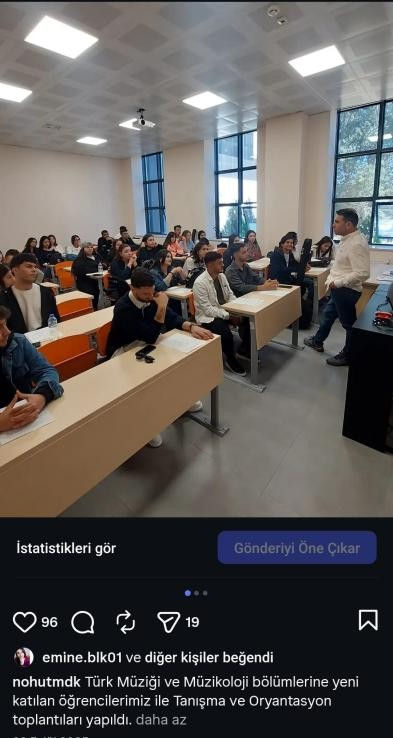 İstatistikleri gör
Gönderiyi Öne Çıkar
96
19
emine.blk01 ve diğer kişiler beğendi
nohutmdk Türk Müziği ve Müzikoloji bölümlerine yeni
katılan öğrencilerimiz ile Tanışma ve Oryantasyon
toplantıları yapıldı. daha az